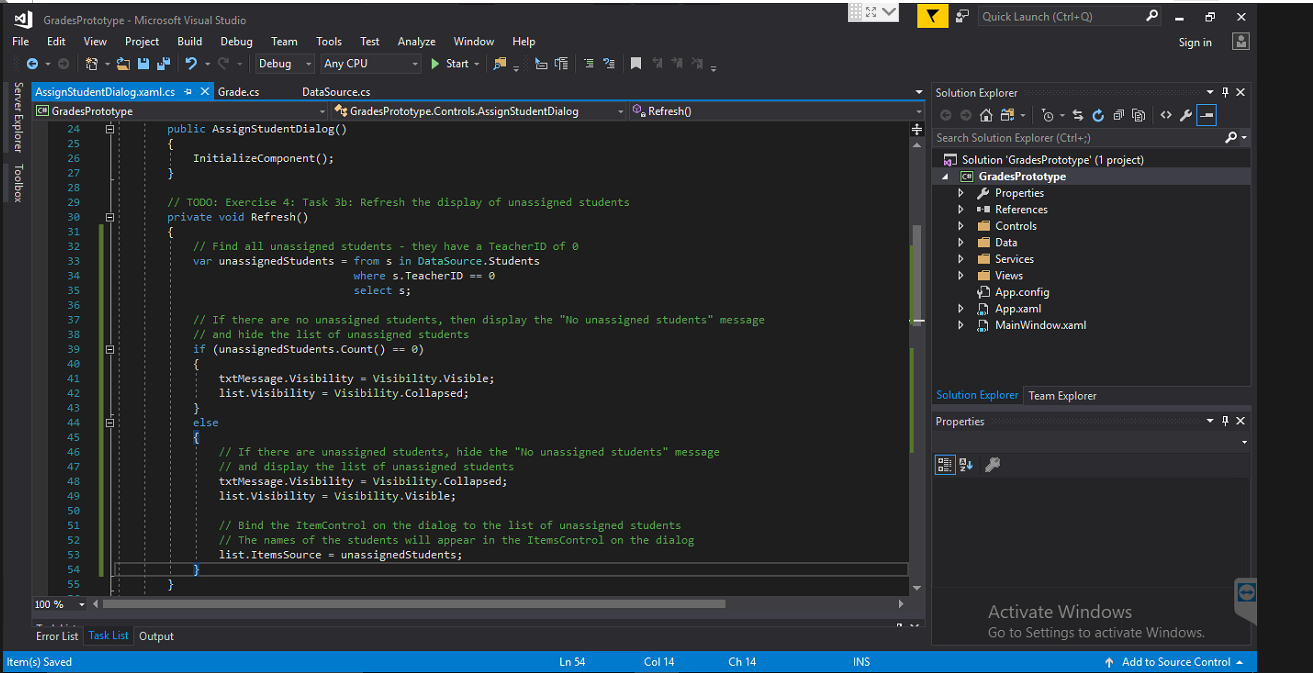 GradesPrototype - Microsoft Visual Studio
Quick Launch (Ctrl+Q)
File Edit View Project Build Debug Team Tools Test Analyze Window Help
Sign in
Debug Any CPU Start
Server Explorer
Toolbox
AssignStudentDialog.xaml.cs Grade.cs DataSource.cs
GradesPrototype GradesPrototype.Controls.AssignStudentDialog Refresh()
24 public AssignStudentDialog()
25 {
26 InitializeComponent();
27 }
28
29 // TODO: Exercise 4: Task 3b: Refresh the display of unassigned students
30 private void Refresh()
31 {
32 // Find all unassigned students - they have a TeacherID of 0
33 var unassignedStudents = from s in DataSource.Students
34 where s.TeacherID == 0
35 select s;
36
37 // If there are no unassigned students, then display the "No unassigned students" message
38 // and hide the list of unassigned students
39 if (unassignedStudents.Count() == 0)
40 {
41 txtMessage.Visibility = Visibility.Visible;
42 list.Visibility = Visibility.Collapsed;
43 }
44 else
45 {
46 // If there are unassigned students, hide the "No unassigned students" message
47 // and display the list of unassigned students
48 txtMessage.Visibility = Visibility.Collapsed;
49 list.Visibility = Visibility.Visible;
50
51 // Bind the ItemControl on the dialog to the list of unassigned students
52 // The names of the students will appear in the ItemsControl on the dialog
53 list.ItemsSource = unassignedStudents;
54 }
55 }
100 %
Error List Task List Output
Solution Explorer
Search Solution Explorer (Ctrl+;)
Solution 'GradesPrototype' (1 project)
C# GradesPrototype
Properties
References
Controls
Data
Services
Views
App.config
App.xaml
MainWindow.xaml
Solution Explorer Team Explorer
Properties
Activate Windows
Go to Settings to activate Windows.
Item(s) Saved Ln 54 Col 14 Ch 14 INS Add to Source Control